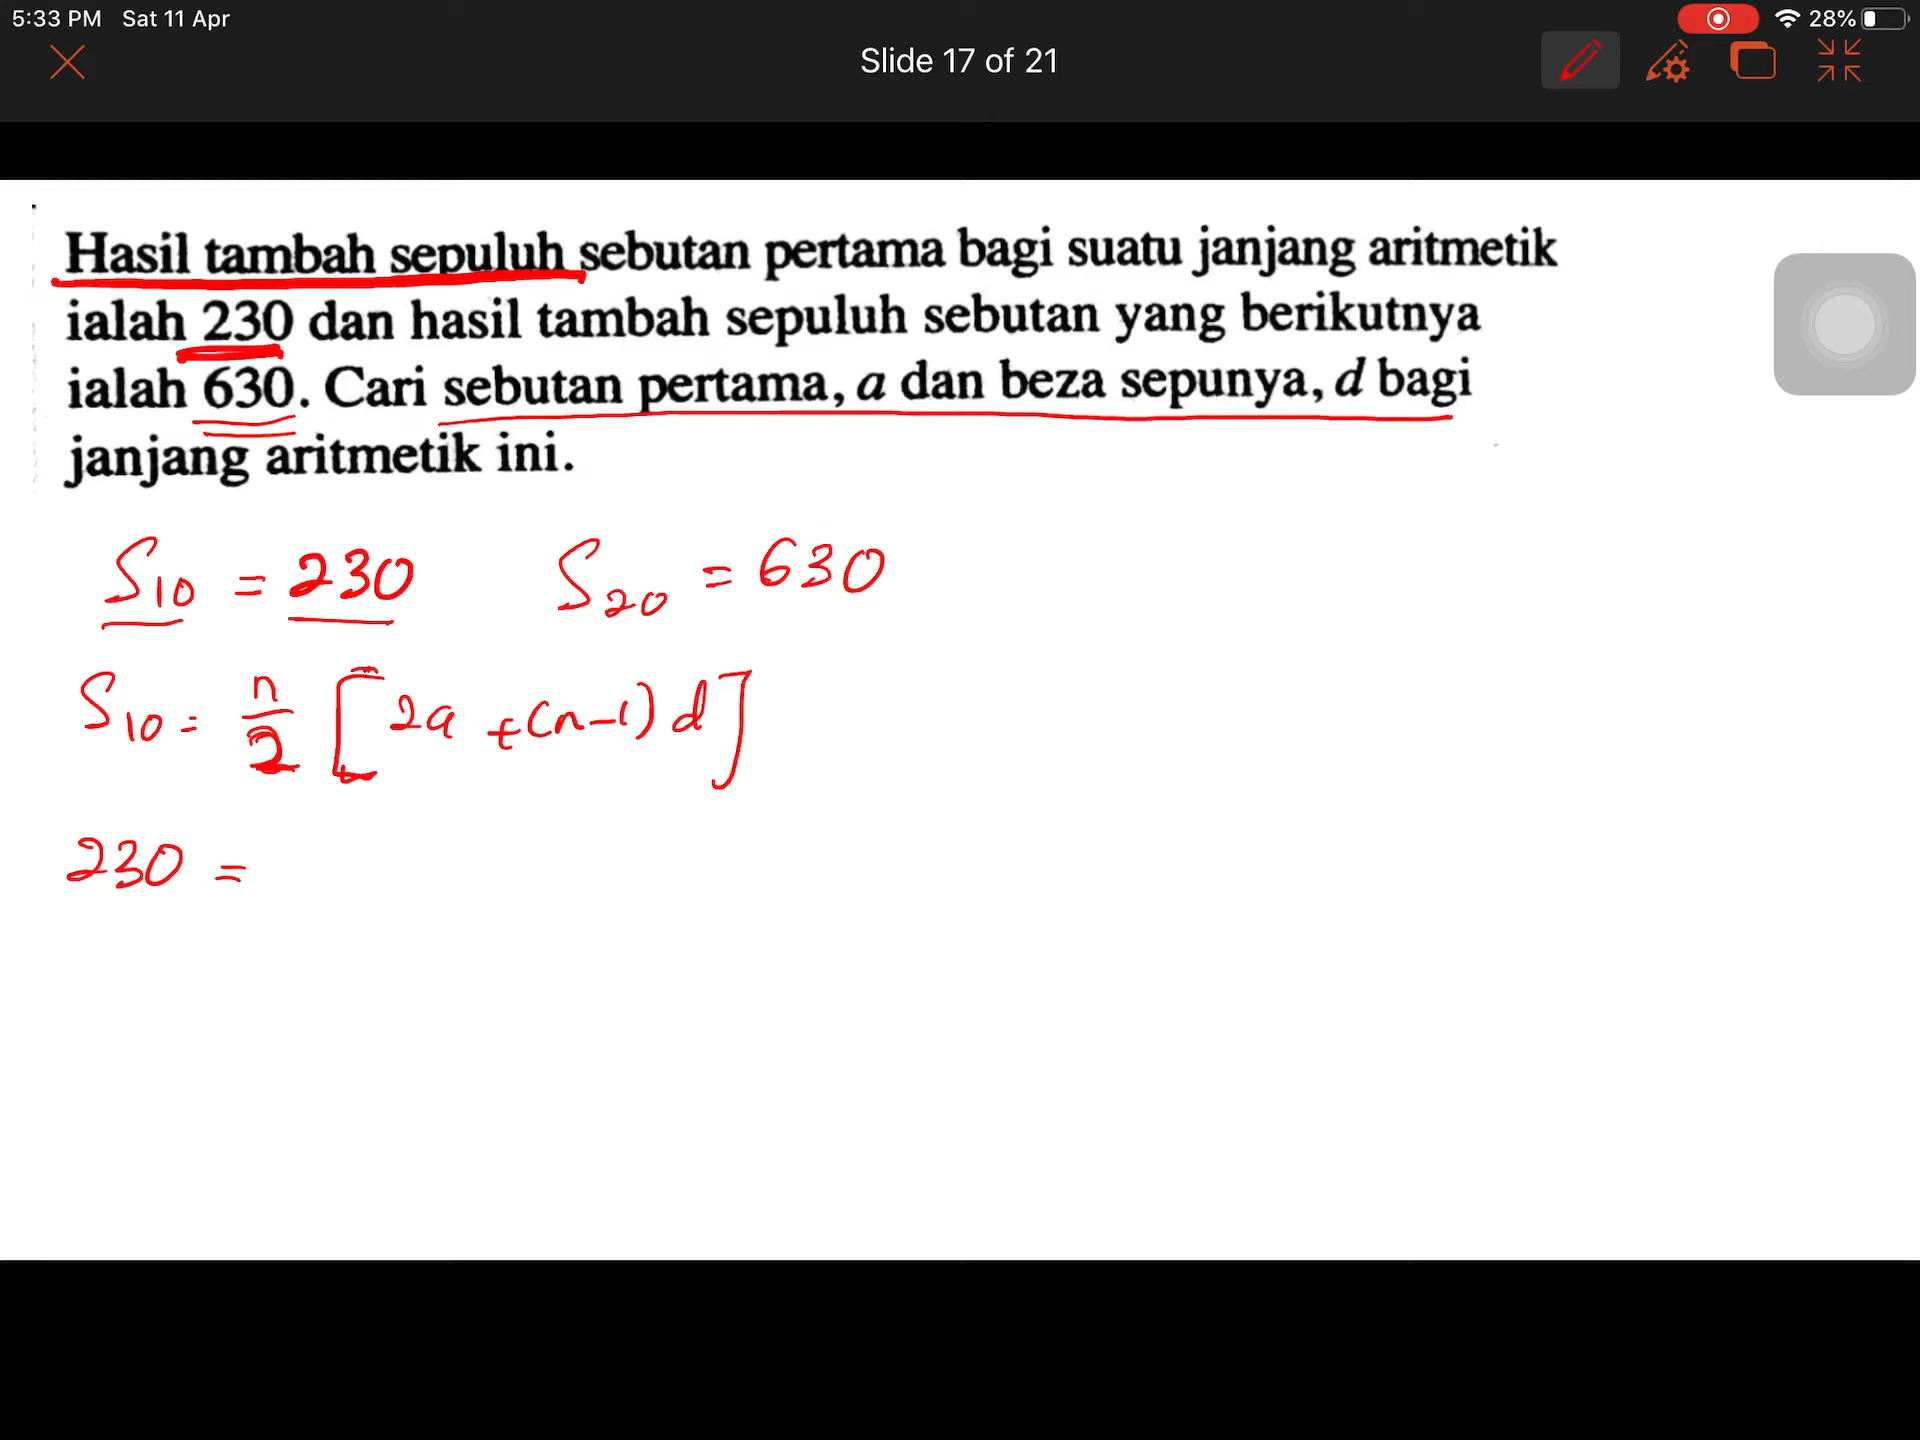 5:33 PM Sat 11 Apr 28%
Slide 17 of 21
Hasil tambah sepuluh sebutan pertama bagi suatu janjang aritmetik
ialah 230 dan hasil tambah sepuluh sebutan yang berikutnya
ialah 630. Cari sebutan pertama, a dan beza sepunya, d bagi
janjang aritmetik ini.
S₁₀ = 230 S₂₀ = 630
S₁₀ = n/2 [2a + (n-1) d]
230 =